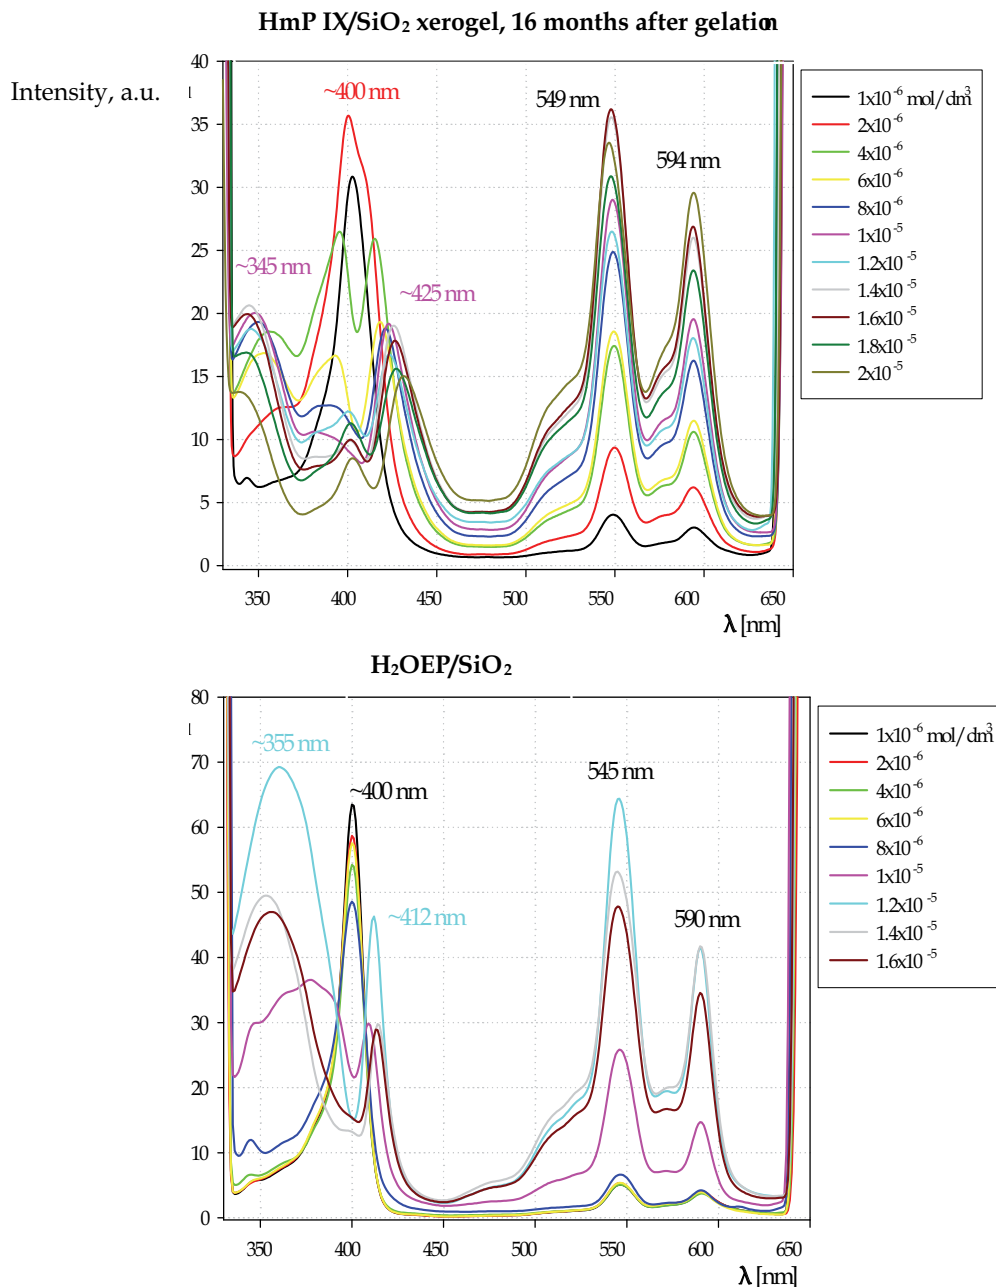 HmP IX/SiO₂ xerogel, 16 months after gelation
Intensity, a.u.
40
35
30
25
20
15
10
5
0
~400 nm
549 nm
594 nm
~345 nm
~425 nm
350 400 450 500 550 600 650
λ [nm]
1x10⁻⁶ mol/dm³
2x10⁻⁶
4x10⁻⁶
6x10⁻⁶
8x10⁻⁶
1x10⁻⁵
1.2x10⁻⁵
1.4x10⁻⁵
1.6x10⁻⁵
1.8x10⁻⁵
2x10⁻⁵
H₂OEP/SiO₂
80
70
60
50
40
30
20
10
0
~355 nm
~400 nm
545 nm
~412 nm
590 nm
350 400 450 500 550 600 650
λ [nm]
1x10⁻⁶ mol/dm³
2x10⁻⁶
4x10⁻⁶
6x10⁻⁶
8x10⁻⁶
1x10⁻⁵
1.2x10⁻⁵
1.4x10⁻⁵
1.6x10⁻⁵